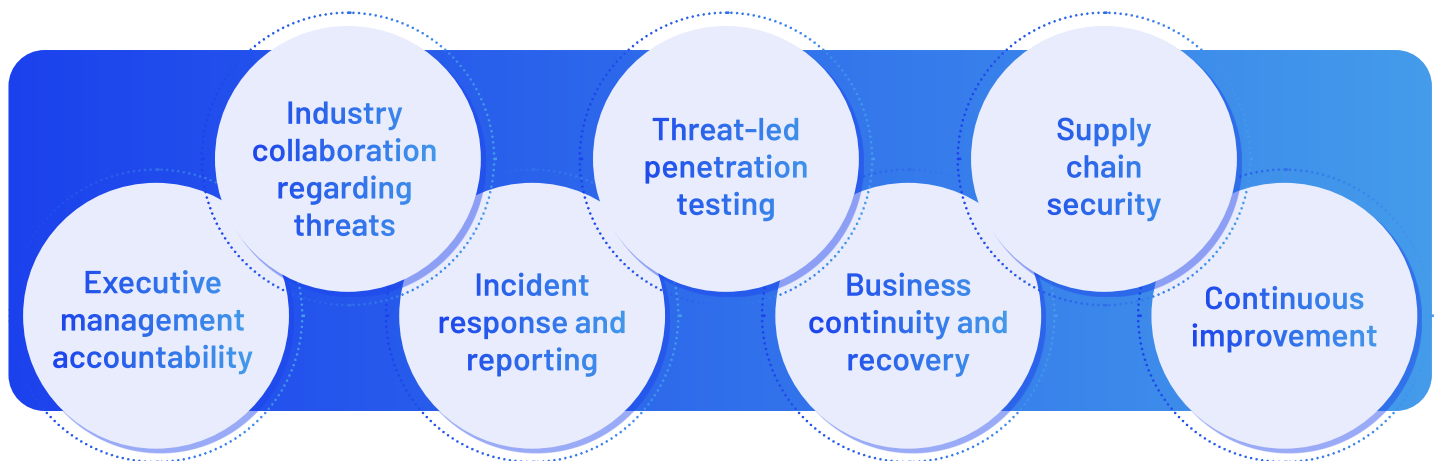 Executive
management
accountability
Industry
collaboration
regarding
threats
Incident
response and
reporting
Threat-led
penetration
testing
Business
continuity and
recovery
Supply
chain
security
Continuous
improvement